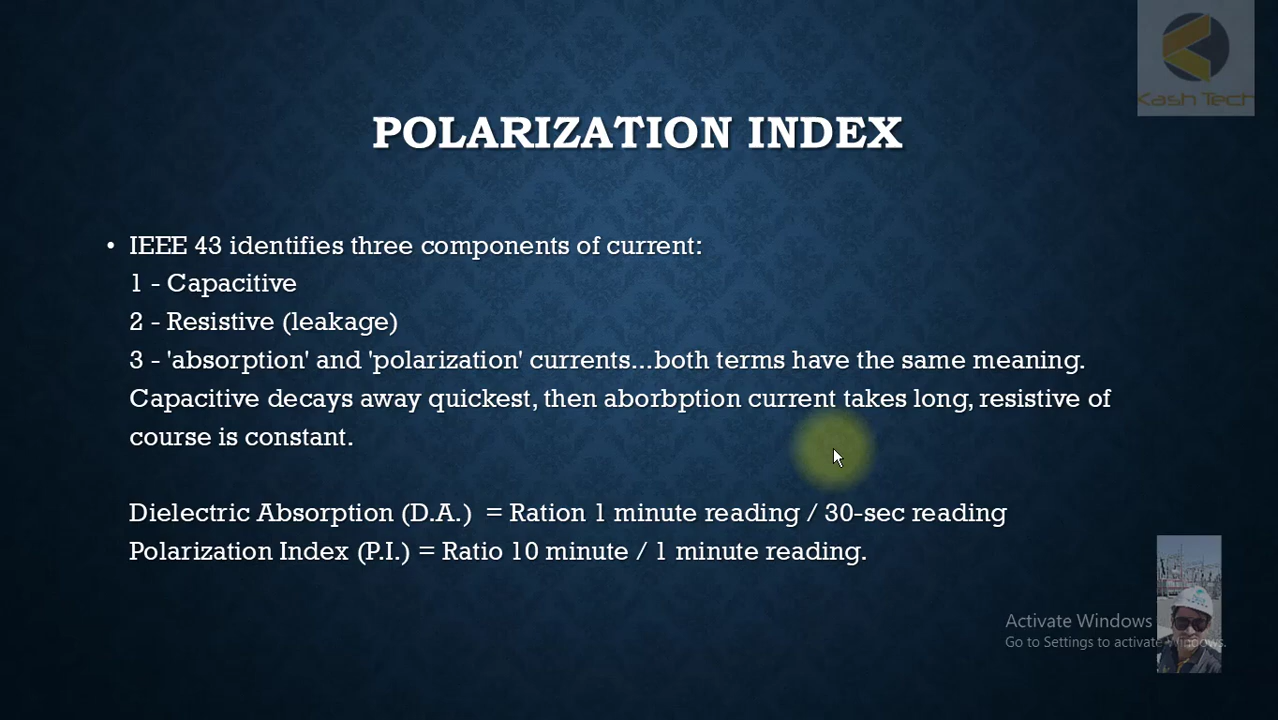 Kash Tech
POLARIZATION INDEX
• IEEE 43 identifies three components of current:
1 - Capacitive
2 - Resistive (leakage)
3 - 'absorption' and 'polarization' currents...both terms have the same meaning.
Capacitive decays away quickest, then aborbption current takes long, resistive of
course is constant.
Dielectric Absorption (D.A.)  = Ration 1 minute reading / 30-sec reading
Polarization Index (P.I.) = Ratio 10 minute / 1 minute reading.
Activate Windows
Go to Settings to activate Windows.